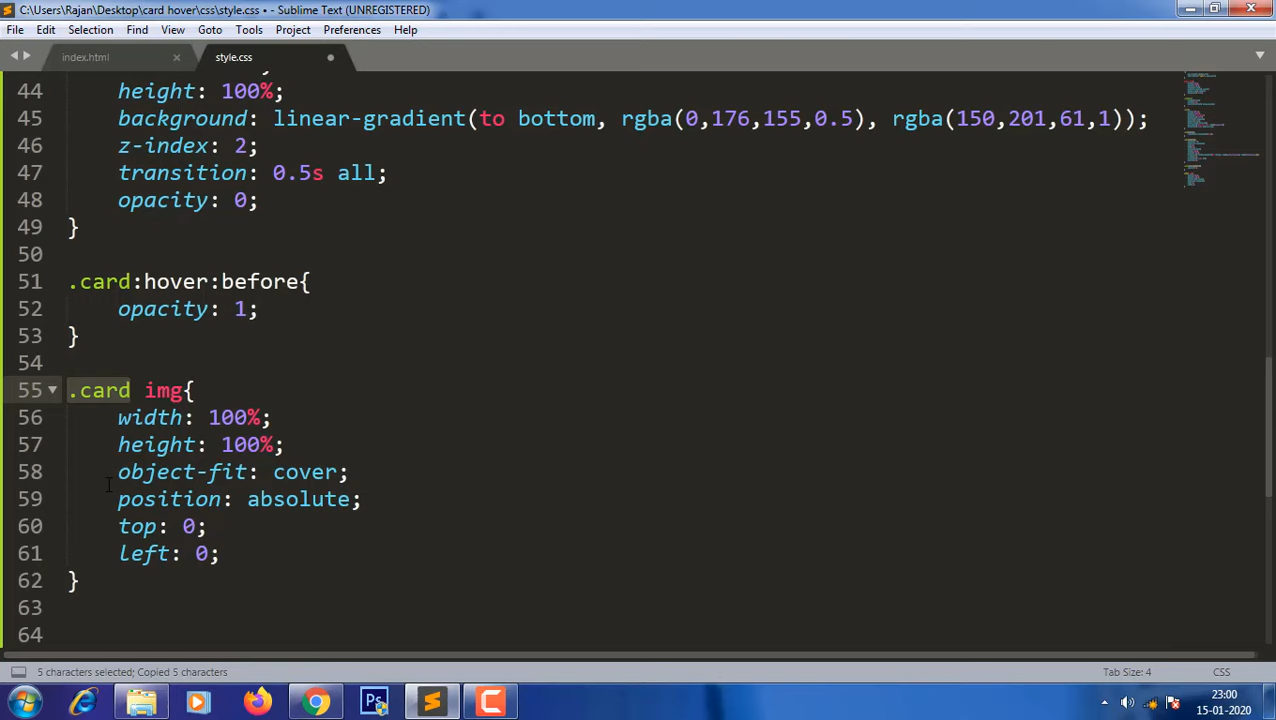 C:\Users\Rajan\Desktop\card hover\css\style.css • - Sublime Text (UNREGISTERED)
File Edit Selection Find View Goto Tools Project Preferences Help
index.html style.css
44 height: 100%;
45 background: linear-gradient(to bottom, rgba(0,176,155,0.5), rgba(150,201,61,1));
46 z-index: 2;
47 transition: 0.5s all;
48 opacity: 0;
49 }
50
51 .card:hover:before{
52 opacity: 1;
53 }
54
55 .card img{
56 width: 100%;
57 height: 100%;
58 object-fit: cover;
59 position: absolute;
60 top: 0;
61 left: 0;
62 }
63
64
5 characters selected; Copied 5 characters Tab Size: 4 CSS
Ps 23:00
15-01-2020